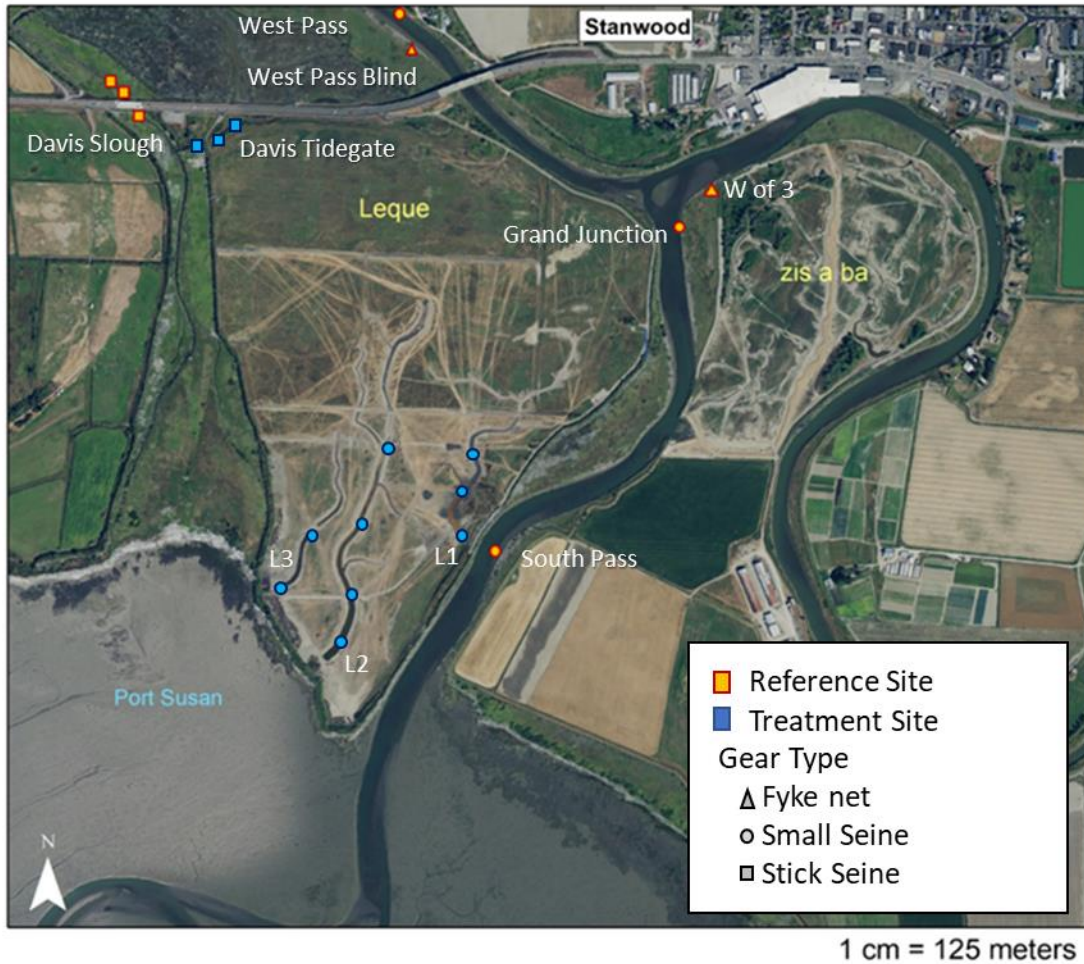 West Pass
Stanwood
West Pass Blind
Davis Slough
Davis Tidegate
W of 3
Leque
Grand Junction
zis a ba
L3
L1
South Pass
L2
Port Susan
Reference Site
Treatment Site
Gear Type
Fyke net
Small Seine
Stick Seine
N
1 cm = 125 meters